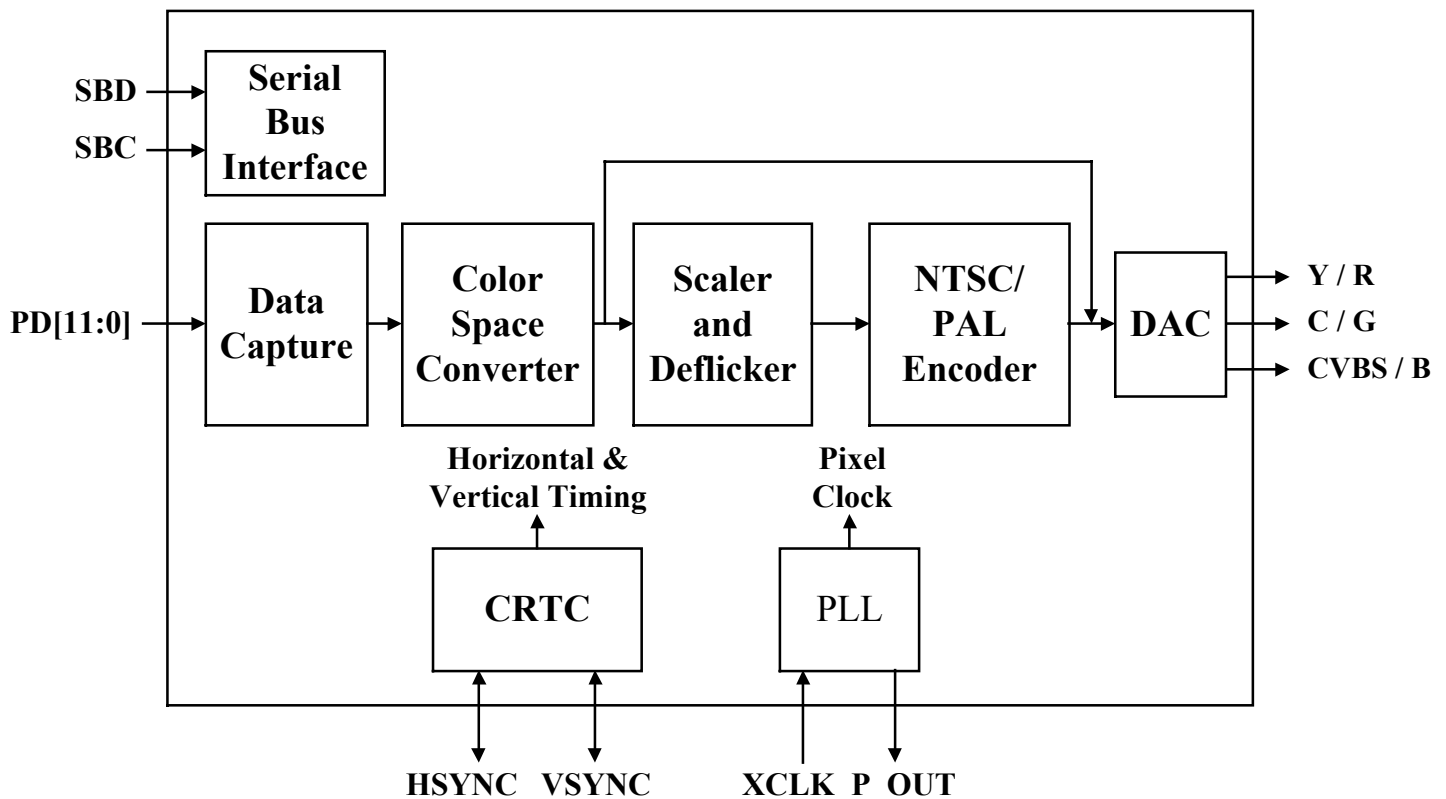 SBD
SBC
Serial
Bus
Interface
PD[11:0]
Data
Capture
Color
Space
Converter
Scaler
and
Deflicker
NTSC/
PAL
Encoder
DAC
Y / R
C / G
CVBS / B
Horizontal &
Vertical Timing
Pixel
Clock
CRTC
PLL
HSYNC VSYNC
XCLK P_OUT